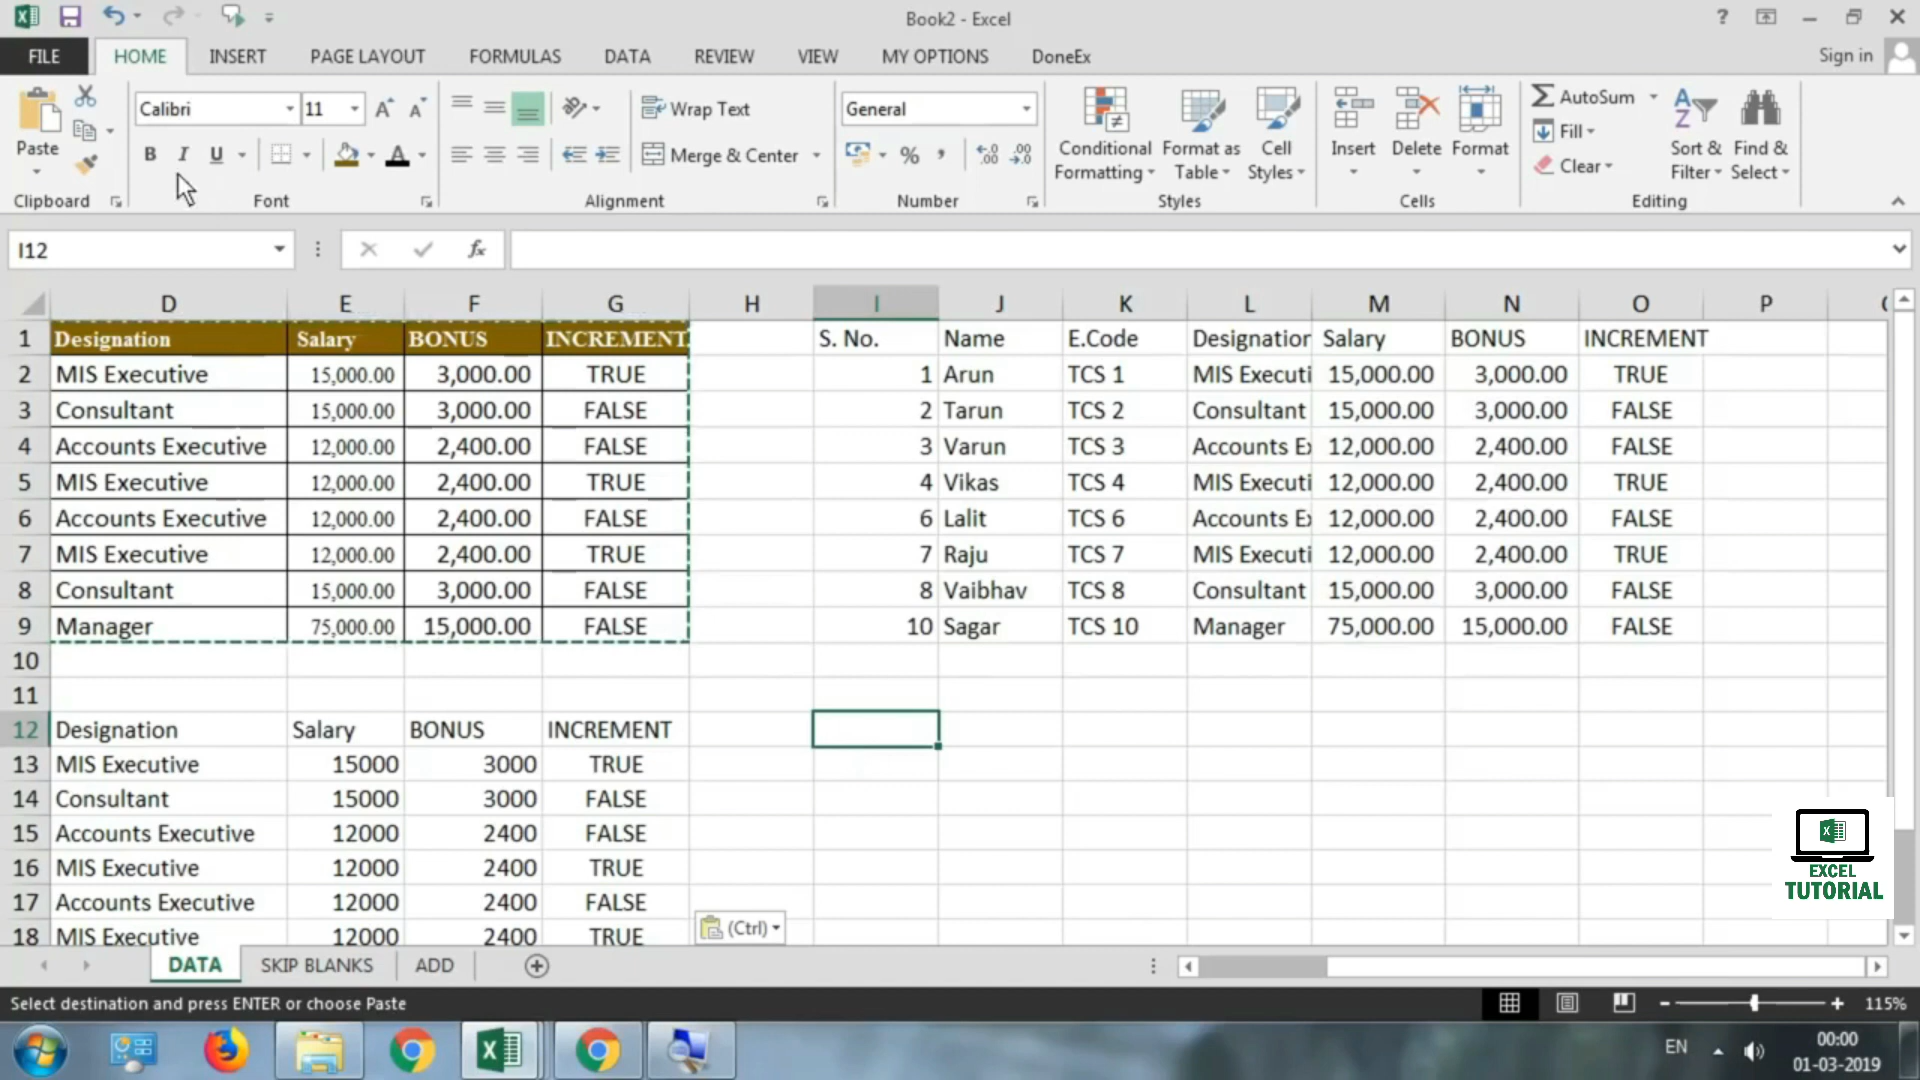 Book2 - Excel
?
FILE HOME INSERT PAGE LAYOUT FORMULAS DATA REVIEW VIEW MY OPTIONS DoneEx Sign in
Calibri 11 Wrap Text General AutoSum
Fill
Paste B I U Merge & Center % Conditional Formatting Format as Table Cell Styles Insert Delete Format Clear Sort & Filter Find & Select
Clipboard Font Alignment Number Styles Cells Editing
I12 fx
D E F G H I J K L M N O P
1 Designation Salary BONUS INCREMENT S. No. Name E.Code Designation Salary BONUS INCREMENT
2 MIS Executive 15,000.00 3,000.00 TRUE 1 Arun TCS 1 MIS Executi 15,000.00 3,000.00 TRUE
3 Consultant 15,000.00 3,000.00 FALSE 2 Tarun TCS 2 Consultant 15,000.00 3,000.00 FALSE
4 Accounts Executive 12,000.00 2,400.00 FALSE 3 Varun TCS 3 Accounts Ex 12,000.00 2,400.00 FALSE
5 MIS Executive 12,000.00 2,400.00 TRUE 4 Vikas TCS 4 MIS Executi 12,000.00 2,400.00 TRUE
6 Accounts Executive 12,000.00 2,400.00 FALSE 6 Lalit TCS 6 Accounts Ex 12,000.00 2,400.00 FALSE
7 MIS Executive 12,000.00 2,400.00 TRUE 7 Raju TCS 7 MIS Executi 12,000.00 2,400.00 TRUE
8 Consultant 15,000.00 3,000.00 FALSE 8 Vaibhav TCS 8 Consultant 15,000.00 3,000.00 FALSE
9 Manager 75,000.00 15,000.00 FALSE 10 Sagar TCS 10 Manager 75,000.00 15,000.00 FALSE
10
11
12 Designation Salary BONUS INCREMENT
13 MIS Executive 15000 3000 TRUE
14 Consultant 15000 3000 FALSE
15 Accounts Executive 12000 2400 FALSE
16 MIS Executive 12000 2400 TRUE
17 Accounts Executive 12000 2400 FALSE
18 MIS Executive 12000 2400 TRUE
(Ctrl)
EXCEL
TUTORIAL
DATA SKIP BLANKS ADD
Select destination and press ENTER or choose Paste 115%
EN 00:00
01-03-2019